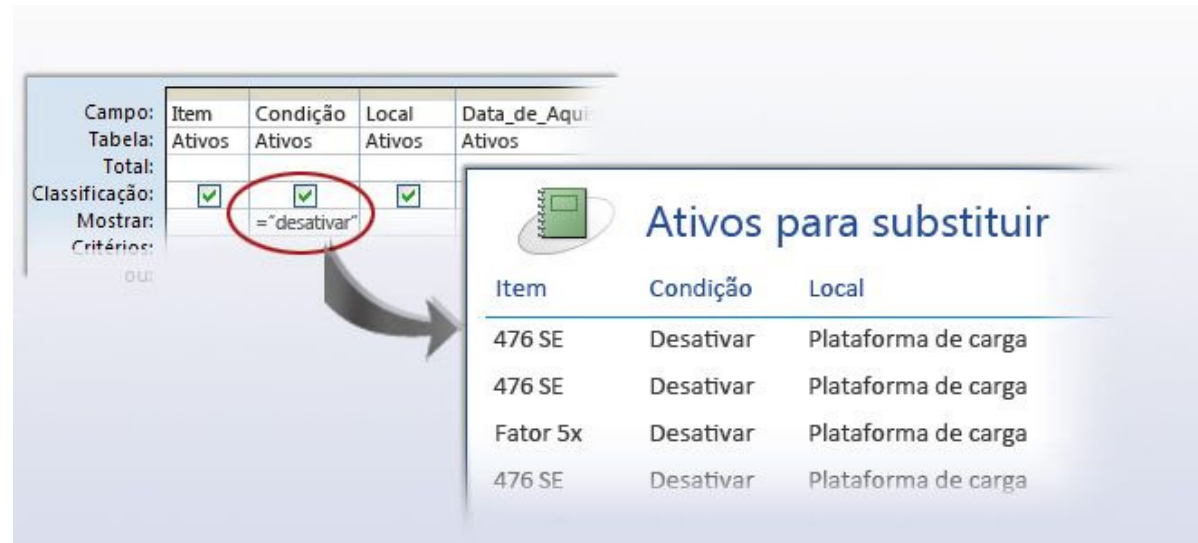 Campo: Item Condição Local Data_de_Aqui
Tabela: Ativos Ativos Ativos Ativos
Total:
Classificação:
Mostrar: ="desativar"
Critérios:
ou:
Ativos para substituir
Item Condição Local
476 SE Desativar Plataforma de carga
476 SE Desativar Plataforma de carga
Fator 5x Desativar Plataforma de carga
476 SE Desativar Plataforma de carga